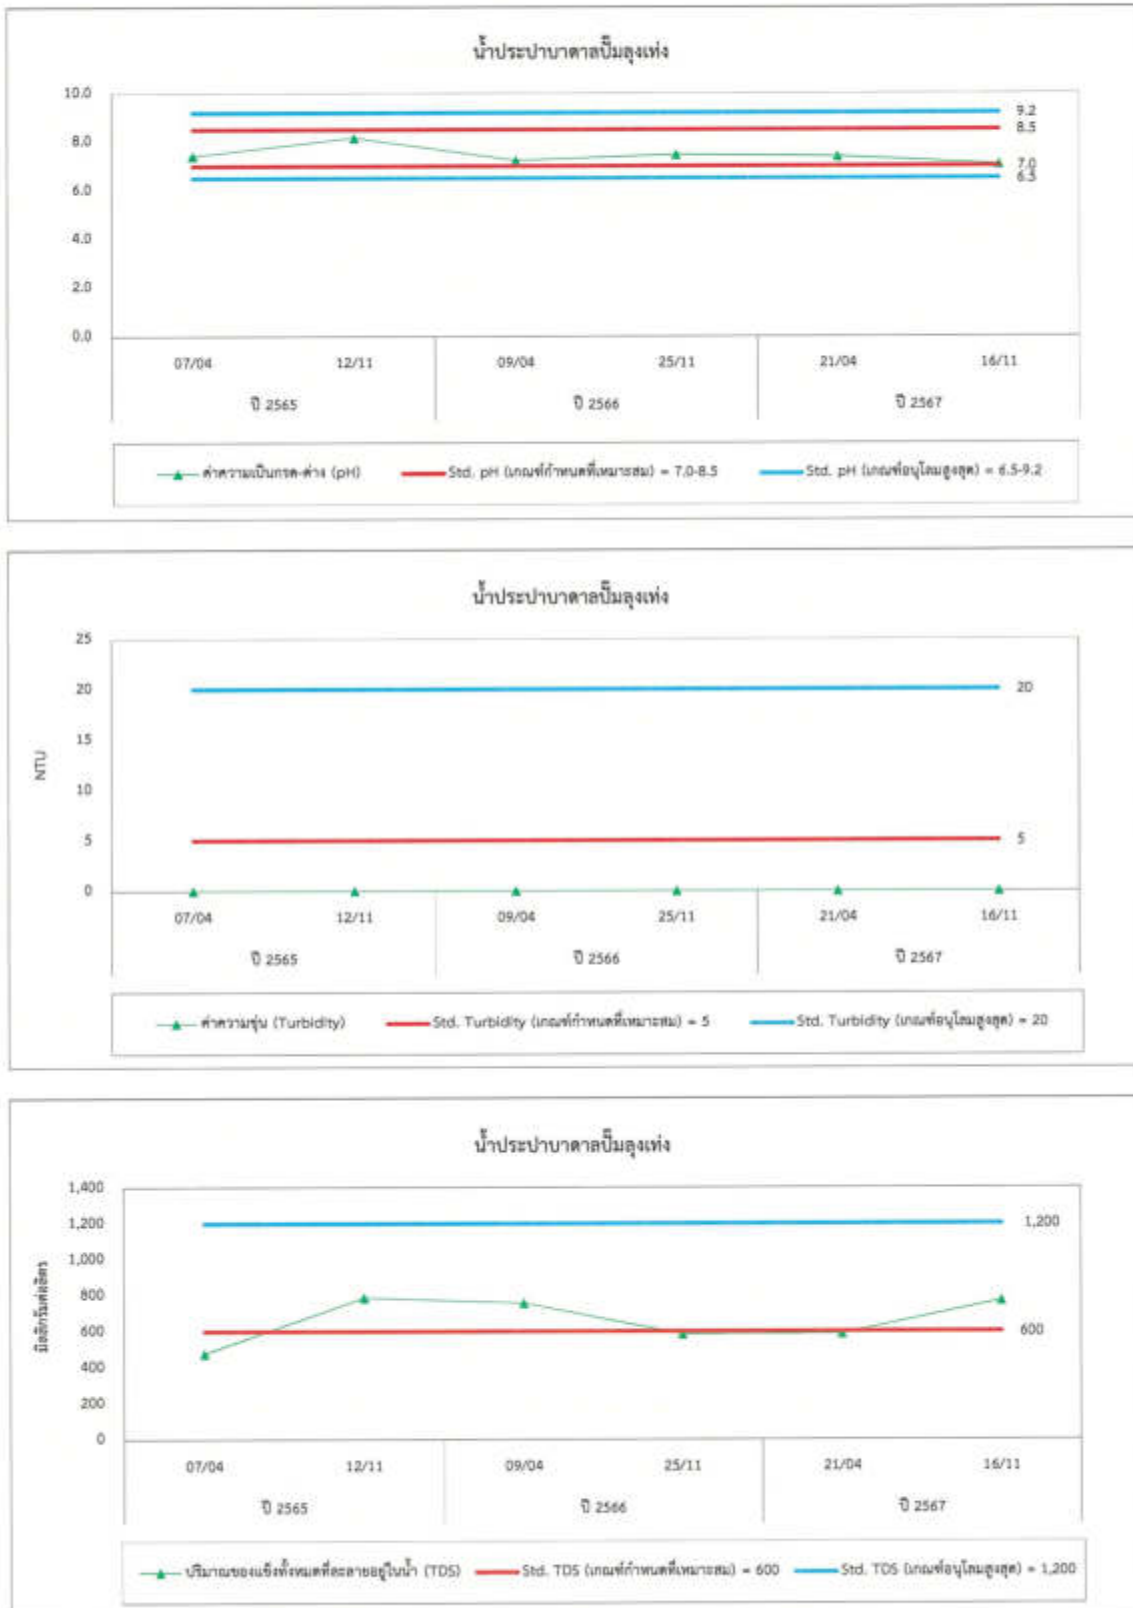 น้ำประปาบาดาลปั๊มลุงเท่ง
10.0
8.0
6.0
4.0
2.0
0.0
9.2
8.5
7.0
6.5
07/04 12/11 09/04 25/11 21/04 16/11
ปี 2565 ปี 2566 ปี 2567
ค่าความเป็นกรด-ด่าง (pH) Std. pH (เกณฑ์กำหนดที่เหมาะสม) = 7.0-8.5 Std. pH (เกณฑ์อนุโลมสูงสุด) = 6.5-9.2
น้ำประปาบาดาลปั๊มลุงเท่ง
NTU
25
20
15
10
5
0
20
5
07/04 12/11 09/04 25/11 21/04 16/11
ปี 2565 ปี 2566 ปี 2567
ค่าความขุ่น (Turbidity) Std. Turbidity (เกณฑ์กำหนดที่เหมาะสม) = 5 Std. Turbidity (เกณฑ์อนุโลมสูงสุด) = 20
น้ำประปาบาดาลปั๊มลุงเท่ง
มิลลิกรัมต่อลิตร
1,400
1,200
1,000
800
600
400
200
0
1,200
600
07/04 12/11 09/04 25/11 21/04 16/11
ปี 2565 ปี 2566 ปี 2567
ปริมาณของแข็งทั้งหมดที่ละลายอยู่ในน้ำ (TDS) Std. TDS (เกณฑ์กำหนดที่เหมาะสม) = 600 Std. TDS (เกณฑ์อนุโลมสูงสุด) = 1,200